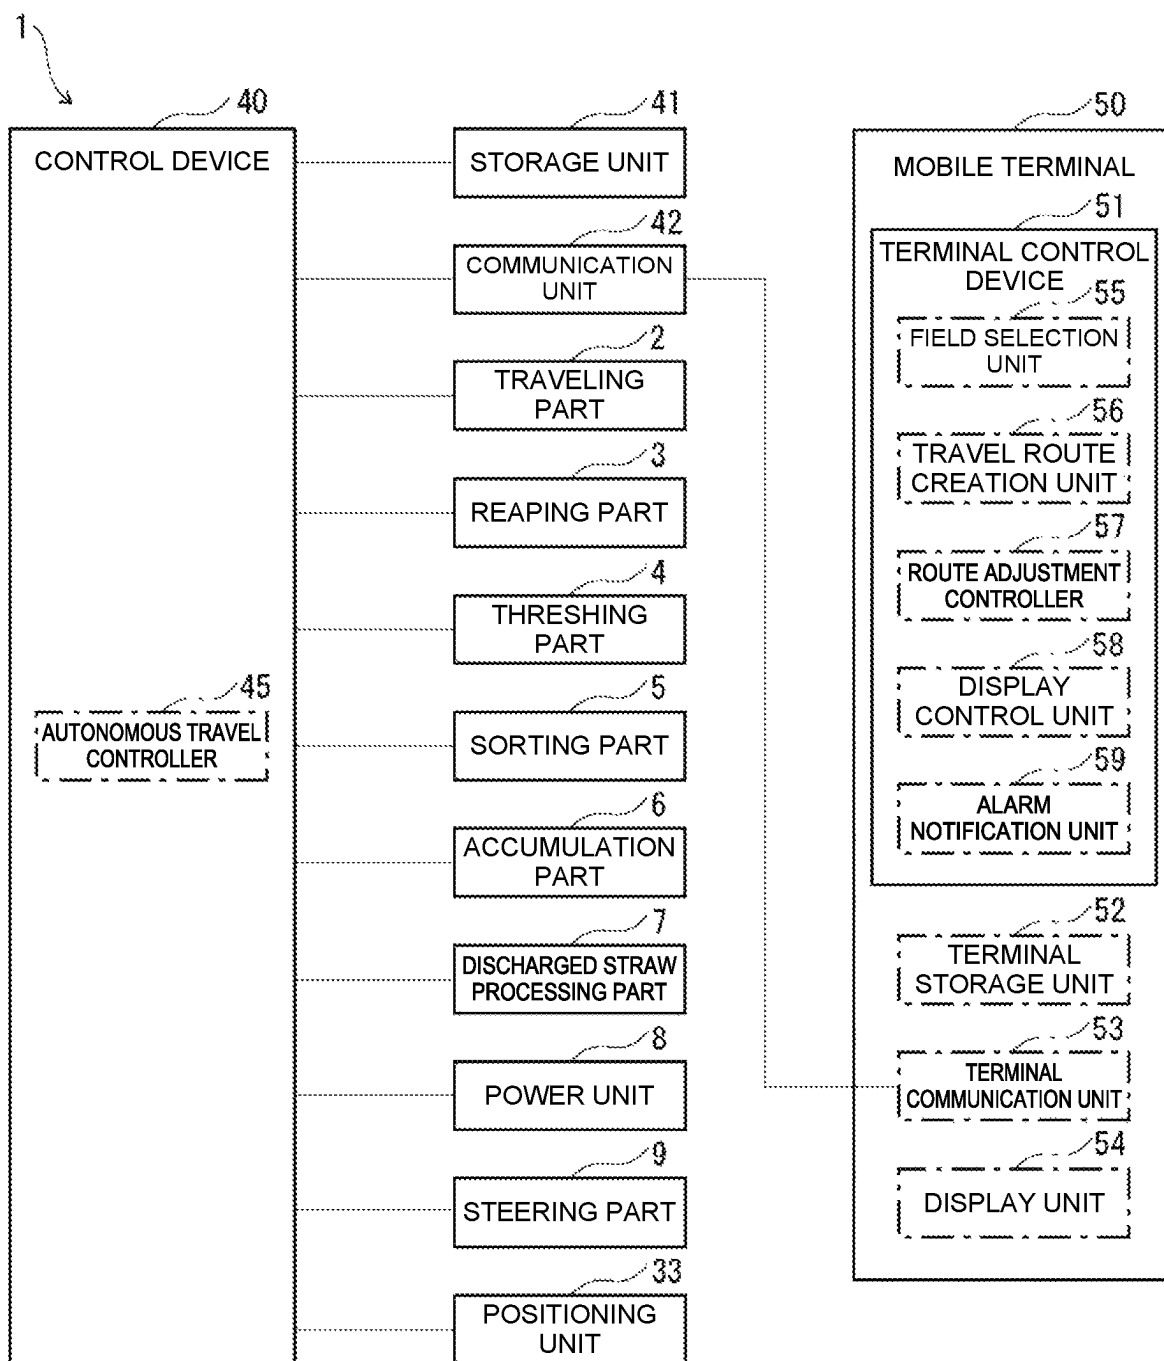 1
40
CONTROL DEVICE
45
AUTONOMOUS TRAVEL
CONTROLLER
41
STORAGE UNIT
42
COMMUNICATION
UNIT
2
TRAVELING
PART
3
REAPING PART
4
THRESHING
PART
5
SORTING PART
6
ACCUMULATION
PART
7
DISCHARGED STRAW
PROCESSING PART
8
POWER UNIT
9
STEERING PART
33
POSITIONING
UNIT
50
MOBILE TERMINAL
51
TERMINAL CONTROL
DEVICE
55
FIELD SELECTION
UNIT
56
TRAVEL ROUTE
CREATION UNIT
57
ROUTE ADJUSTMENT
CONTROLLER
58
DISPLAY
CONTROL UNIT
59
ALARM
NOTIFICATION UNIT
52
TERMINAL
STORAGE UNIT
53
TERMINAL
COMMUNICATION UNIT
54
DISPLAY UNIT